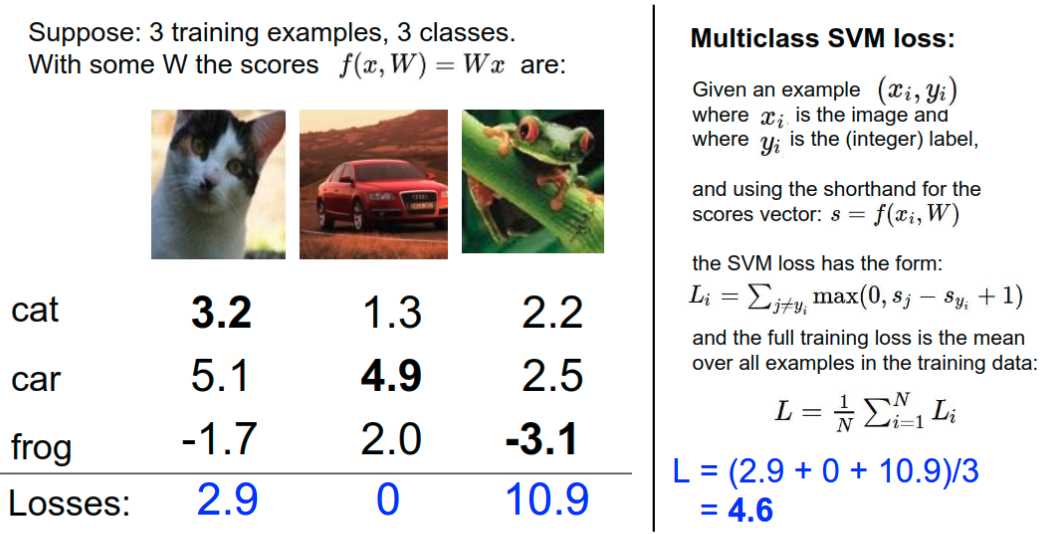 Suppose: 3 training examples, 3 classes.
With some W the scores f(x, W) = Wx are:
cat 3.2 1.3 2.2
car 5.1 4.9 2.5
frog -1.7 2.0 -3.1
Losses: 2.9 0 10.9
Multiclass SVM loss:
Given an example (x_i, y_i)
where x_i is the image and
where y_i is the (integer) label,
and using the shorthand for the
scores vector: s = f(x_i, W)
the SVM loss has the form:
L_i = ∑_{j≠y_i} max(0, s_j − s_{y_i} + 1)
and the full training loss is the mean
over all examples in the training data:
L = \frac{1}{N} ∑_{i=1}^{N} L_i
L = (2.9 + 0 + 10.9)/3
= 4.6